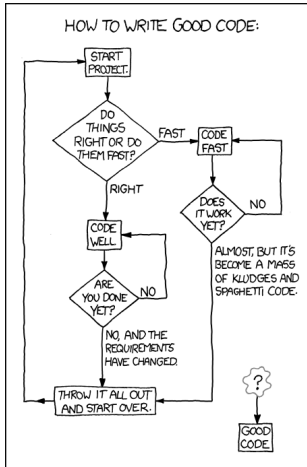 HOW TO WRITE GOOD CODE:
START
PROJECT.
DO
THINGS
RIGHT OR DO
THEM FAST?
FAST
CODE
FAST
RIGHT
DOES
IT WORK
YET?
NO
CODE
WELL
ALMOST, BUT IT'S
BECOME A MASS
OF KLUDGES AND
SPAGHETTI CODE.
ARE
YOU DONE
YET?
NO
NO, AND THE
REQUIREMENTS
HAVE CHANGED.
THROW IT ALL OUT
AND START OVER.
?
GOOD
CODE